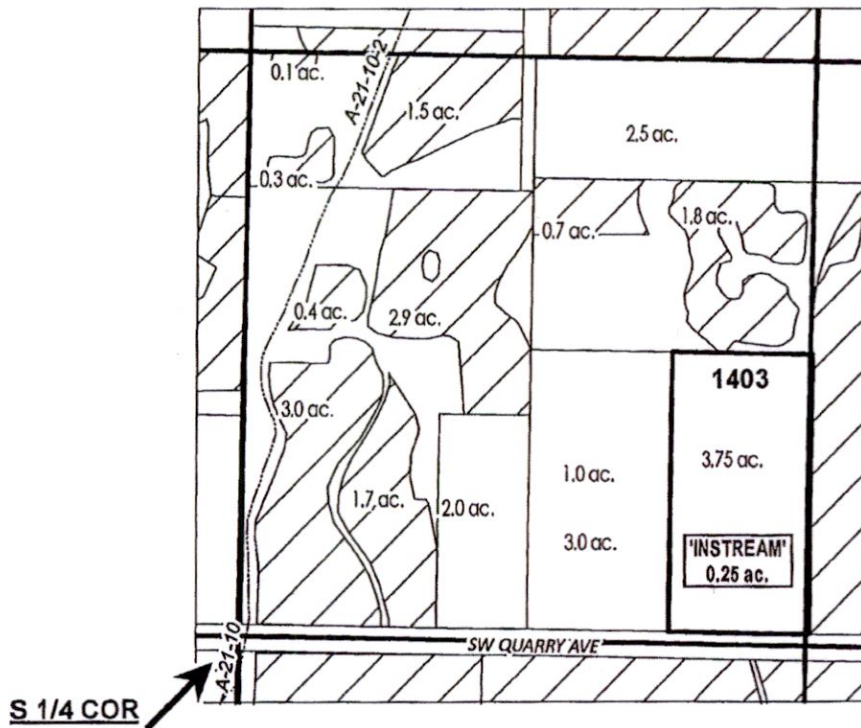 0.1 ac.
A-21-10-2
1.5 ac.
2.5 ac.
0.3 ac.
0.7 ac.
1.8 ac.
0.4 ac.
2.9 ac.
1403
3.0 ac.
1.0 ac.
3.75 ac.
1.7 ac.
2.0 ac.
3.0 ac.
'INSTREAM'
0.25 ac.
SW QUARRY AVE
A-21-10
S 1/4 COR